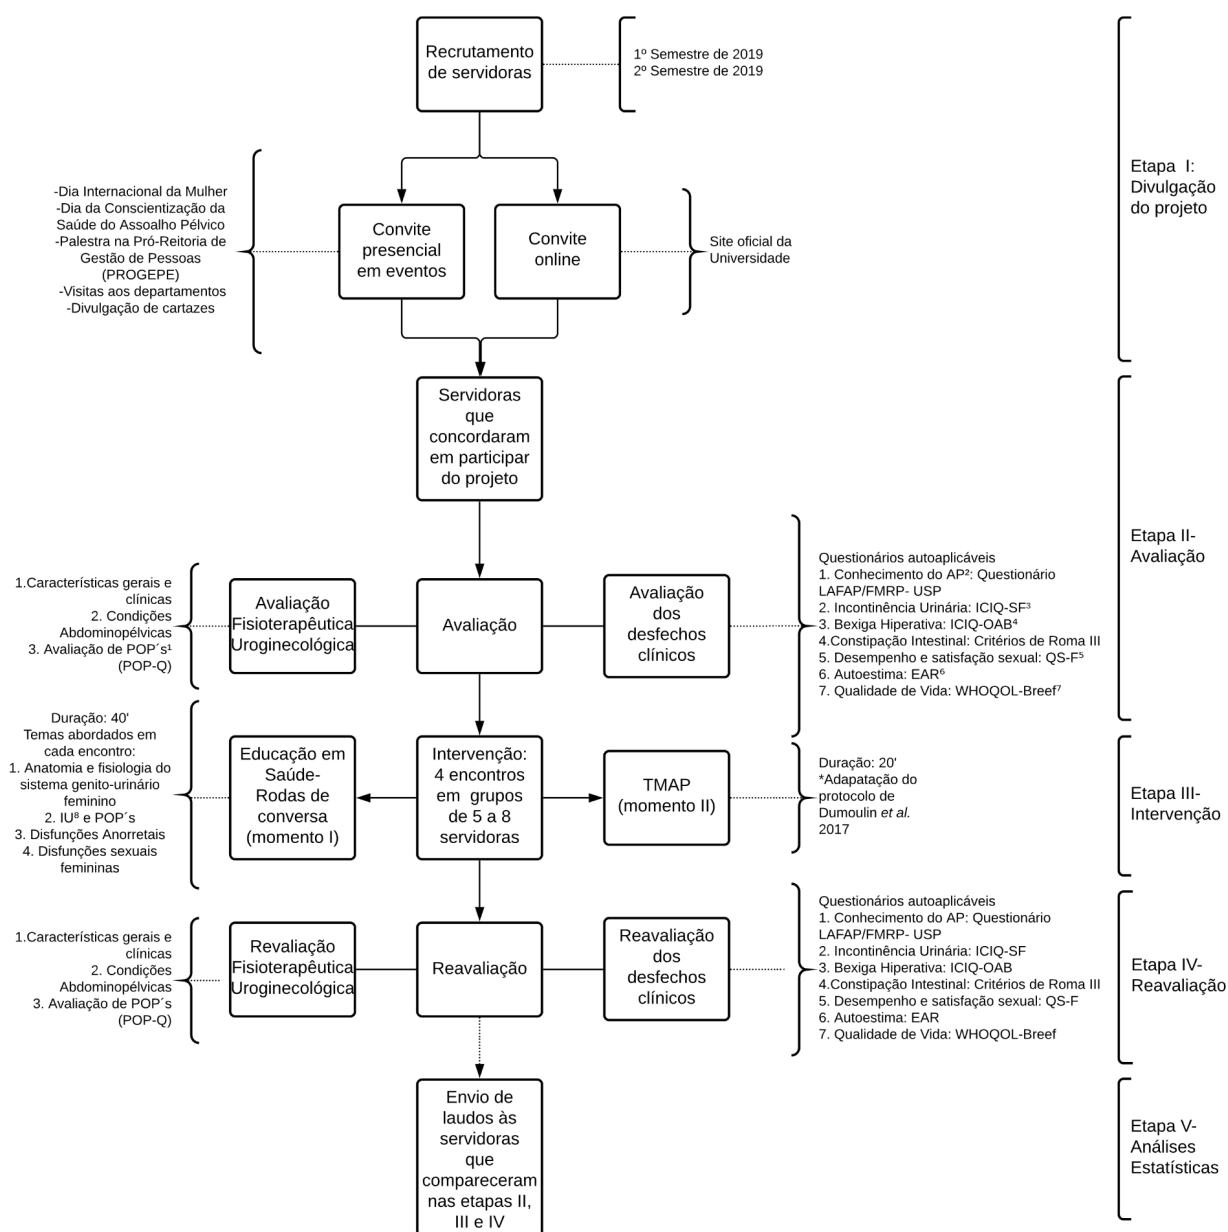 Recrutamento
de servidoras
1º Semestre de 2019
2º Semestre de 2019
Etapa I:
Divulgação
do projeto
-Dia Internacional da Mulher
-Dia da Conscientização da
Saúde do Assoalho Pélvico
-Palestra na Pró-Reitoria de
Gestão de Pessoas
(PROGEPE)
-Visitas aos departamentos
-Divulgação de cartazes
Convite
presencial
em eventos
Convite
online
Site oficial da
Universidade
Servidoras
que
concordaram
em participar
do projeto
Etapa II-
Avaliação
1.Características gerais e
clínicas
2. Condições
Abdominopélvicas
3. Avaliação de POP´s¹
(POP-Q)
Avaliação
Fisioterapêutica
Uroginecológica
Avaliação
Avaliação
dos
desfechos
clínicos
Questionários autoaplicáveis
1. Conhecimento do AP²: Questionário
LAFAP/FMRP- USP
2. Incontinência Urinária: ICIQ-SF³
3. Bexiga Hiperativa: ICIQ-OAB⁴
4.Constipação Intestinal: Critérios de Roma III
5. Desempenho e satisfação sexual: QS-F⁵
6. Autoestima: EAR⁶
7. Qualidade de Vida: WHOQOL-Breef⁷
Duração: 40'
Temas abordados em
cada encontro:
1. Anatomia e fisiologia do
sistema genito-urinário
feminino
2. IU⁸ e POP´s
3. Disfunções Anorretais
4. Disfunções sexuais
femininas
Educação em
Saúde-
Rodas de
conversa
(momento I)
Intervenção:
4 encontros
em grupos
de 5 a 8
servidoras
TMAP
(momento II)
Duração: 20'
*Adapatação do
protocolo de
Dumoulin et al.
2017
Etapa III-
Intervenção
1.Características gerais e
clínicas
2. Condições
Abdominopélvicas
3. Avaliação de POP´s
(POP-Q)
Revaliação
Fisioterapêutica
Uroginecológica
Reavaliação
Reavaliação
dos
desfechos
clínicos
Questionários autoaplicáveis
1. Conhecimento do AP: Questionário
LAFAP/FMRP- USP
2. Incontinência Urinária: ICIQ-SF
3. Bexiga Hiperativa: ICIQ-OAB
4.Constipação Intestinal: Critérios de Roma III
5. Desempenho e satisfação sexual: QS-F
6. Autoestima: EAR
7. Qualidade de Vida: WHOQOL-Breef
Etapa IV-
Reavaliação
Envio de
laudos às
servidoras
que
compareceram
nas etapas II,
III e IV
Etapa V-
Análises
Estatísticas